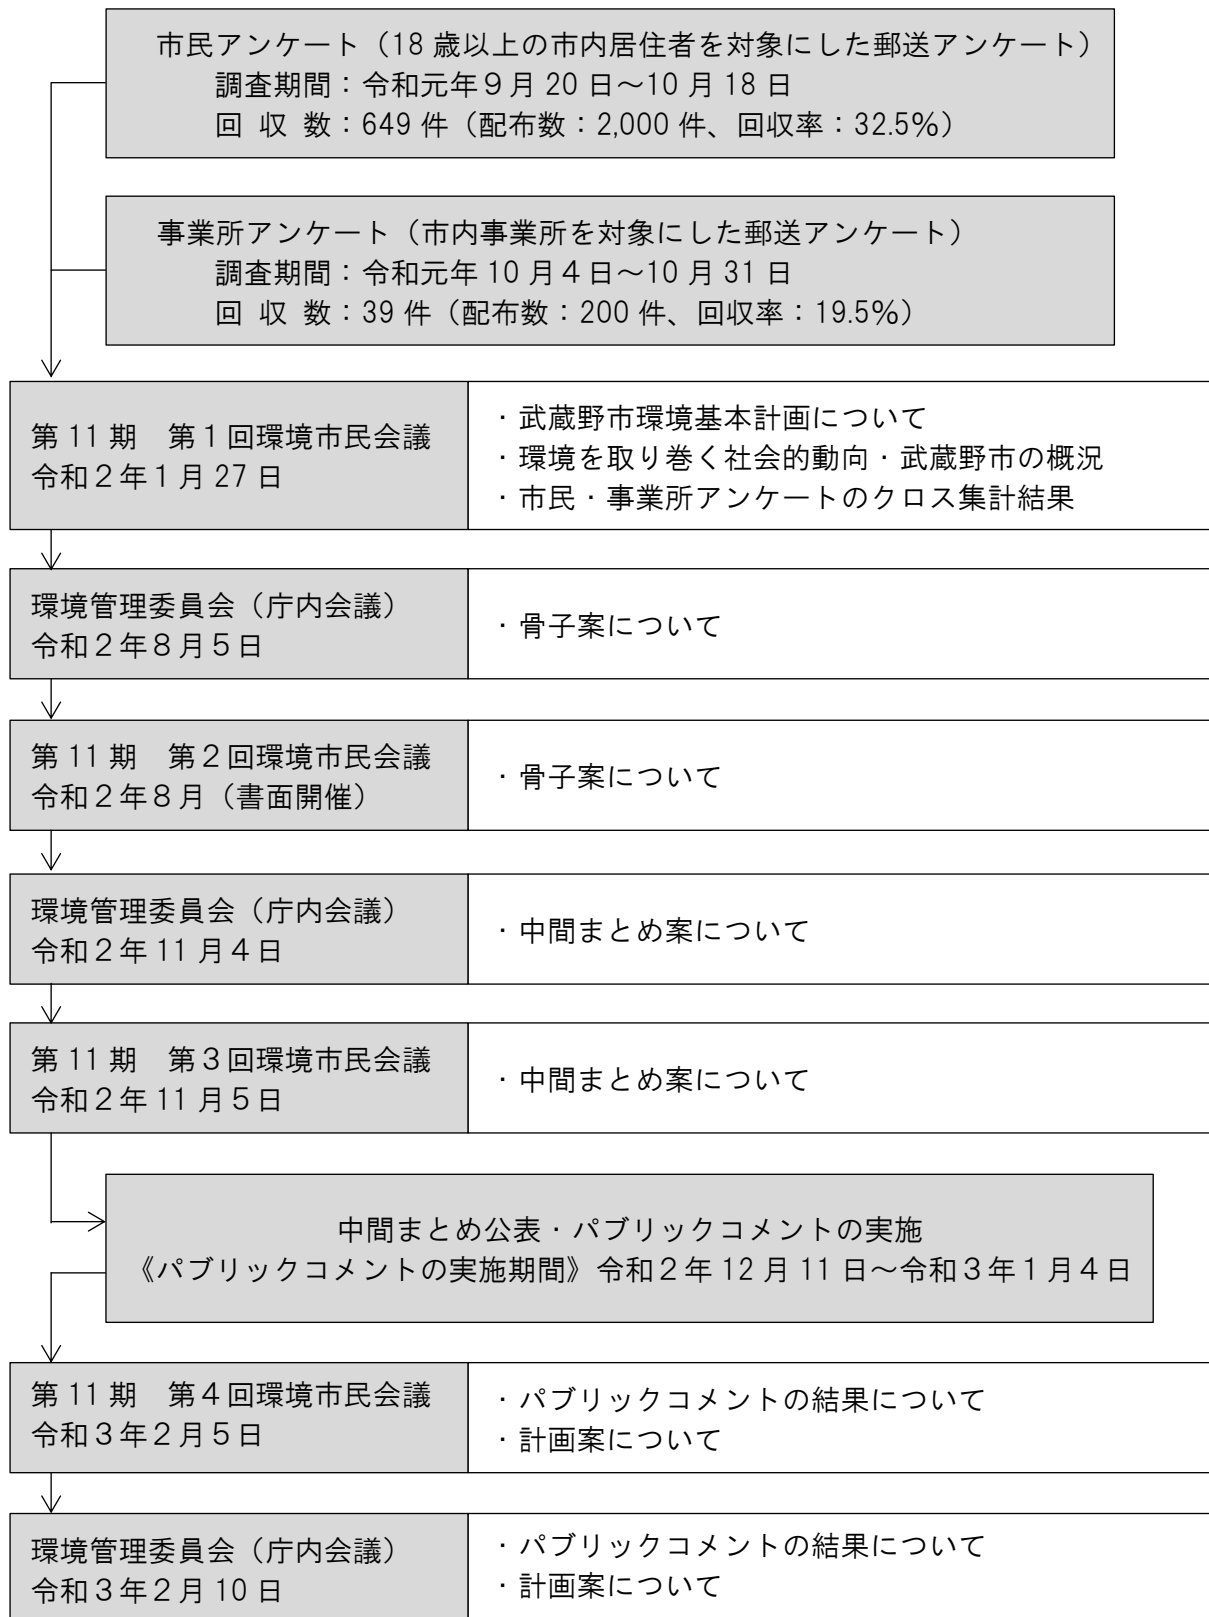 市民アンケート（18 歳以上の市内居住者を対象にした郵送アンケート）
調査期間：令和元年９月 20 日～10 月 18 日
回 収 数：649 件（配布数：2,000 件、回収率：32.5％）
事業所アンケート（市内事業所を対象にした郵送アンケート）
調査期間：令和元年 10 月４日～10 月 31 日
回 収 数：39 件（配布数：200 件、回収率：19.5％）
第 11 期　第１回環境市民会議
令和２年１月 27 日
・武蔵野市環境基本計画について
・環境を取り巻く社会的動向・武蔵野市の概況
・市民・事業所アンケートのクロス集計結果
環境管理委員会（庁内会議）
令和２年８月５日
・骨子案について
第 11 期　第２回環境市民会議
令和２年８月（書面開催）
・骨子案について
環境管理委員会（庁内会議）
令和２年 11 月４日
・中間まとめ案について
第 11 期　第３回環境市民会議
令和２年 11 月５日
・中間まとめ案について
中間まとめ公表・パブリックコメントの実施
《パブリックコメントの実施期間》令和２年 12 月 11 日～令和３年１月４日
第 11 期　第４回環境市民会議
令和３年２月５日
・パブリックコメントの結果について
・計画案について
環境管理委員会（庁内会議）
令和３年２月 10 日
・パブリックコメントの結果について
・計画案について